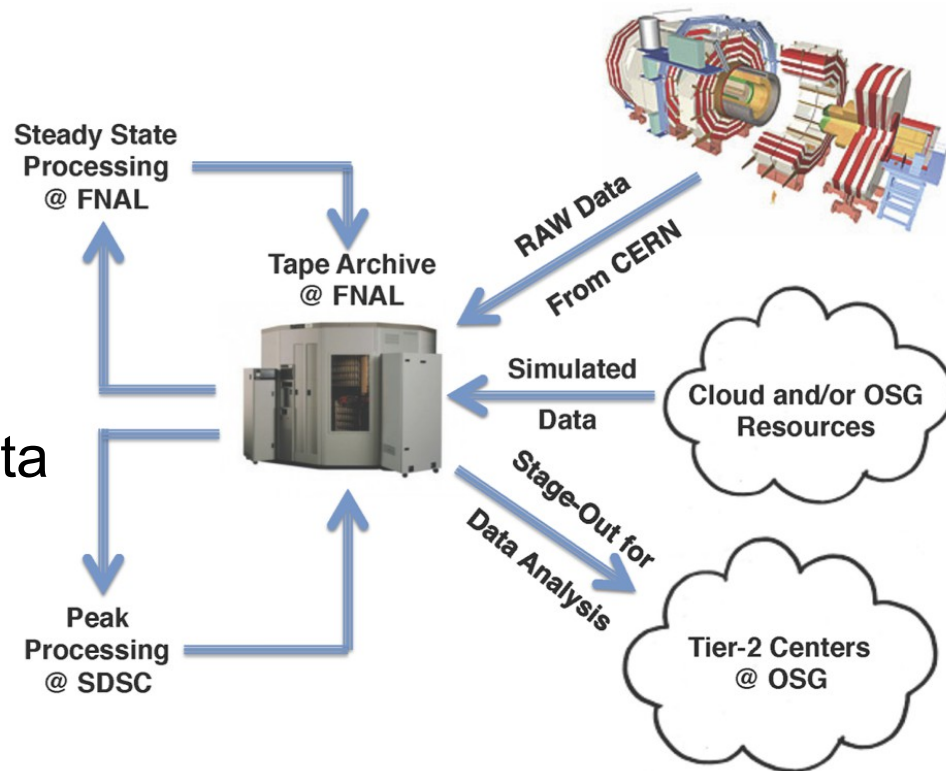 Steady State
Processing
@ FNAL
Tape Archive
@ FNAL
RAW Data
From CERN
Simulated
Data
Cloud and/or OSG
Resources
ta
Stage-Out for
Data Analysis
Peak
Processing
@ SDSC
Tier-2 Centers
@ OSG